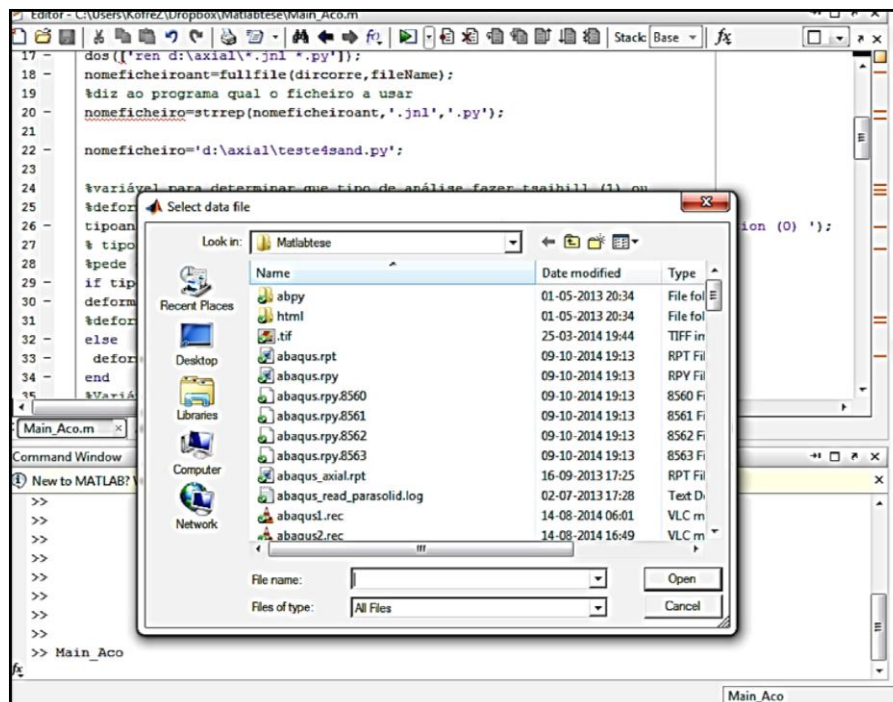 Editor - C:\Users\KofreZ\Dropbox\Matlabtese\Main_Aco.m
Stack: Base
fx
17 - dos(['ren d:\axial\*.jnl *.py']);
18 - nomeficheiroant=fullfile(dircorre,fileName);
19 %diz ao programa qual o ficheiro a usar
20 - nomeficheiro=strrep(nomeficheiroant,'.jnl','.py');
21
22 - nomeficheiro='d:\axial\teste4sand.py';
23
24 %variável para determinar que tipo de análise fazer tsaihill (1) ou
25 %defor
26 - tipoan ion (0) ');
27 % tipo
28 %pede
29 - if tip
30 - deform
31 %defor
32 - else
33 - defor
34 - end
35 %Variá
Select data file
Look in: Matlabtese
Recent Places
Desktop
Libraries
Computer
Network
Name Date modified Type
abpy 01-05-2013 20:34 File fol
html 01-05-2013 20:34 File fol
.tif 25-03-2014 19:44 TIFF im
abaqus.rpt 09-10-2014 19:13 RPT Fil
abaqus.rpy 09-10-2014 19:13 RPY Fil
abaqus.rpy.8560 09-10-2014 19:13 8560 Fi
abaqus.rpy.8561 09-10-2014 19:13 8561 Fi
abaqus.rpy.8562 09-10-2014 19:13 8562 Fi
abaqus.rpy.8563 09-10-2014 19:13 8563 Fi
abaqus_axial.rpt 16-09-2013 17:25 RPT Fil
abaqus_read_parasolid.log 02-07-2013 17:28 Text D
abaqus1.rec 14-08-2014 06:01 VLC m
abaqus2.rec 14-08-2014 16:49 VLC m
File name:
Open
Files of type: All Files
Cancel
Main_Aco.m
Command Window
New to MATLAB?
>>
>>
>>
>>
>>
>>
>>
>>
>> Main_Aco
fx
Main_Aco